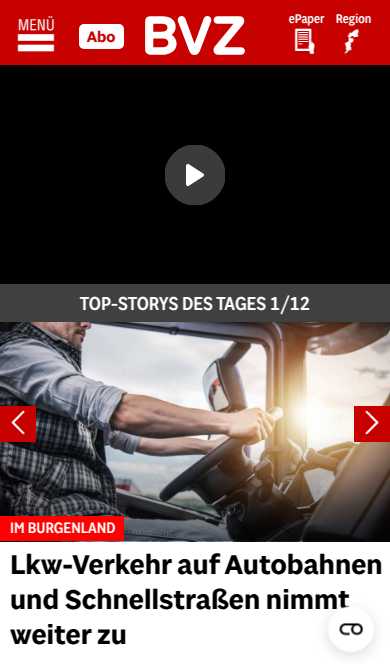 MENÜ
Abo
BVZ
ePaper
Region
TOP-STORYS DES TAGES 1/12
IM BURGENLAND
Lkw-Verkehr auf Autobahnen
und Schnellstraßen nimmt
weiter zu